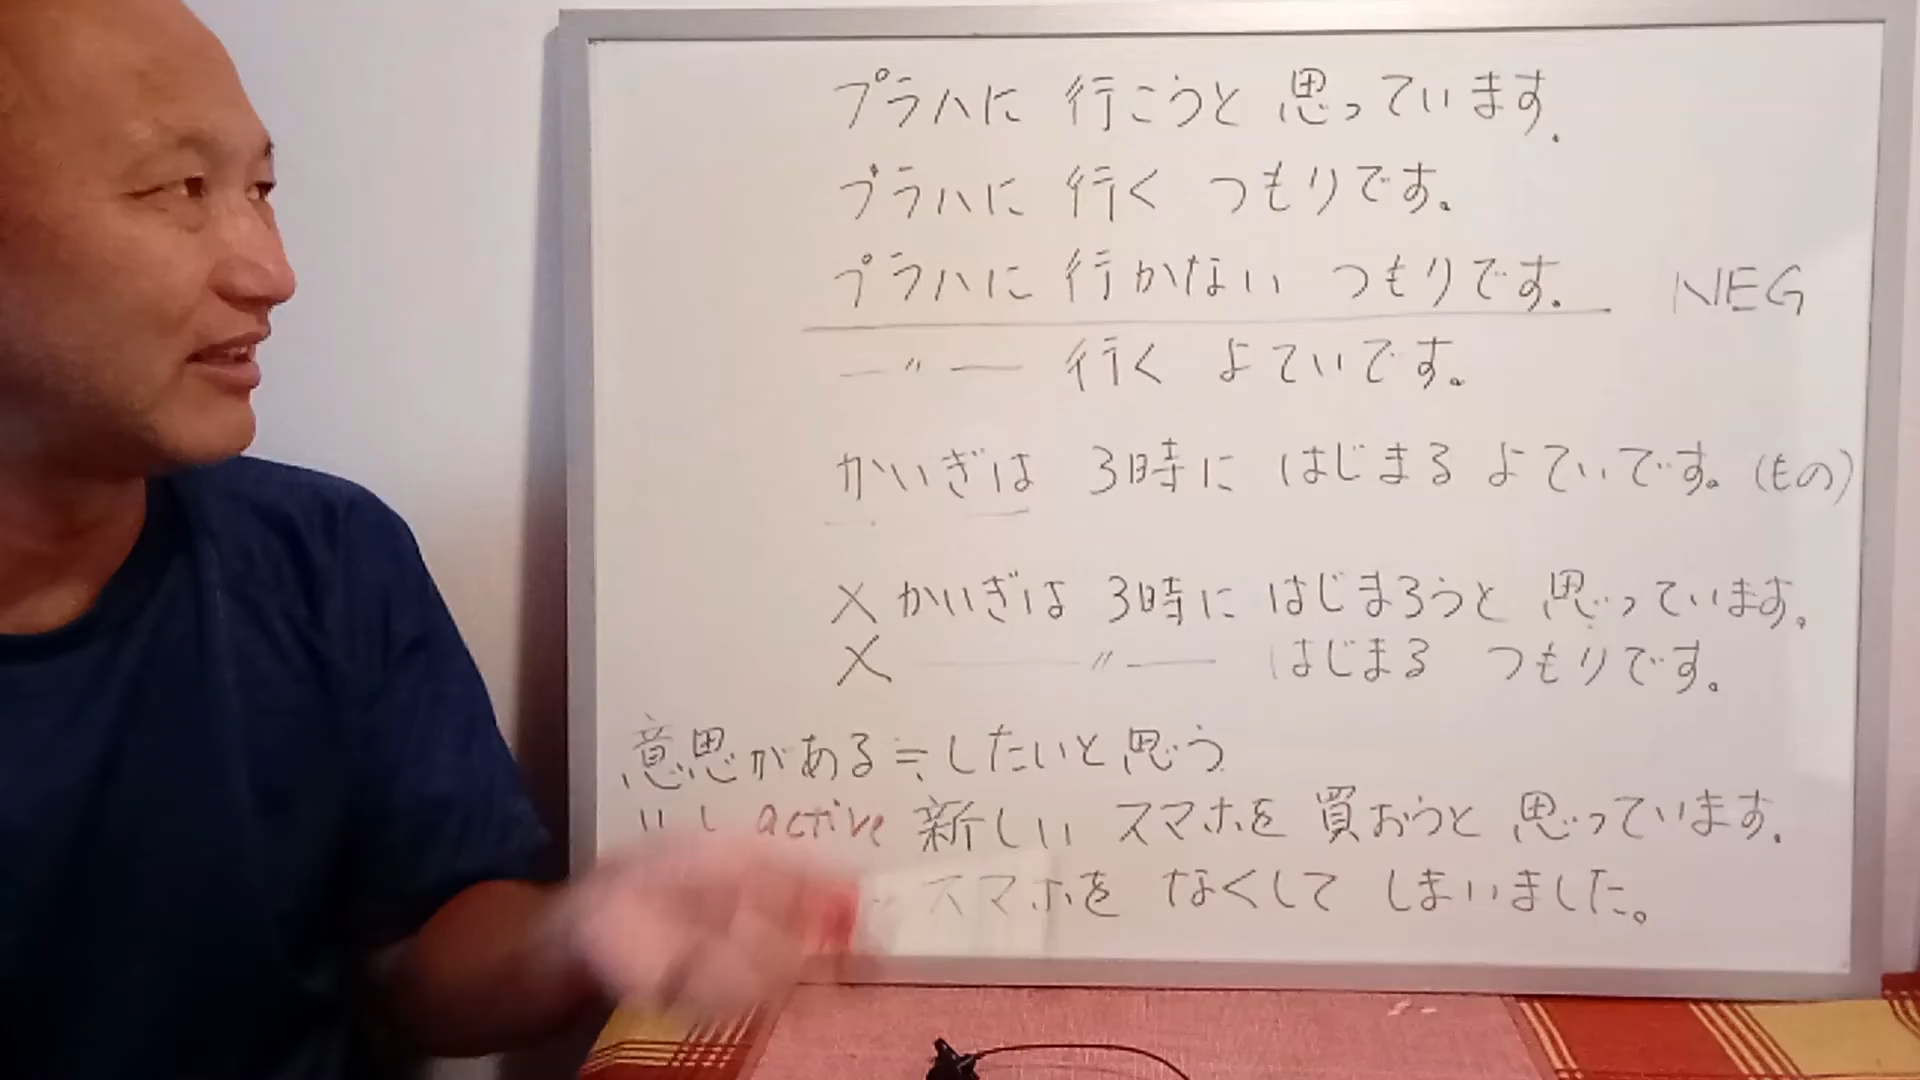 プラハに 行こうと 思っています.
プラハに 行く つもりです。
プラハに 行かない つもりです. NEG
—〃— 行く よていです。
かいぎは 3時に はじまる よていです。(もの)
× かいぎは 3時に はじまろうと 思っています。
× —〃— はじまる つもりです。
意思がある≒したいと思う
いし active 新しい スマホを 買おうと 思っています.
スマホを なくして しまいました。